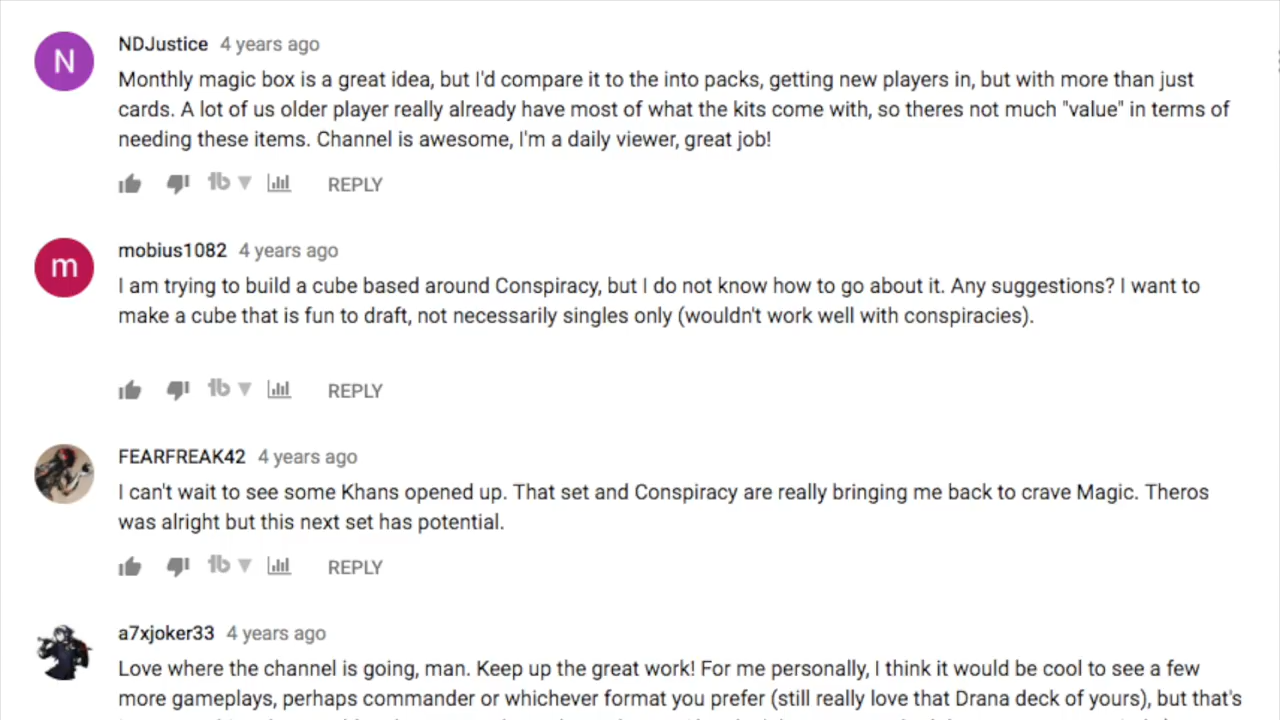 N
NDJustice 4 years ago
Monthly magic box is a great idea, but I'd compare it to the into packs, getting new players in, but with more than just
cards. A lot of us older player really already have most of what the kits come with, so theres not much "value" in terms of
needing these items. Channel is awesome, I'm a daily viewer, great job!
tb REPLY
m
mobius1082 4 years ago
I am trying to build a cube based around Conspiracy, but I do not know how to go about it. Any suggestions? I want to
make a cube that is fun to draft, not necessarily singles only (wouldn't work well with conspiracies).
tb REPLY
FEARFREAK42 4 years ago
I can't wait to see some Khans opened up. That set and Conspiracy are really bringing me back to crave Magic. Theros
was alright but this next set has potential.
tb REPLY
a7xjoker33 4 years ago
Love where the channel is going, man. Keep up the great work! For me personally, I think it would be cool to see a few
more gameplays, perhaps commander or whichever format you prefer (still really love that Drana deck of yours), but that's